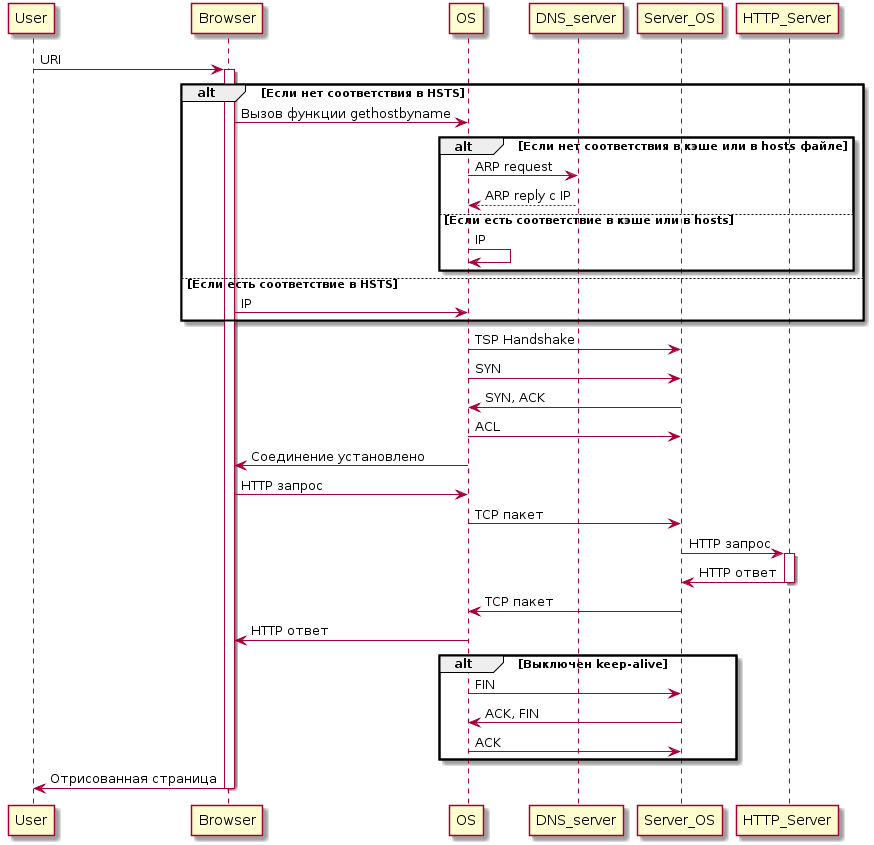 User Browser OS DNS_server Server_OS HTTP_Server
URI
alt [Если нет соответствия в HSTS]
Вызов функции gethostbyname
alt [Если нет соответствия в кэше или в hosts файле]
ARP request
ARP reply с IP
[Если есть соответствие в кэше или в hosts]
IP
[Если есть соответствие в HSTS]
IP
TSP Handshake
SYN
SYN, ACK
ACL
Соединение установлено
HTTP запрос
TCP пакет
HTTP запрос
HTTP ответ
TCP пакет
HTTP ответ
alt [Выключен keep-alive]
FIN
ACK, FIN
ACK
Отрисованная страница
User Browser OS DNS_server Server_OS HTTP_Server